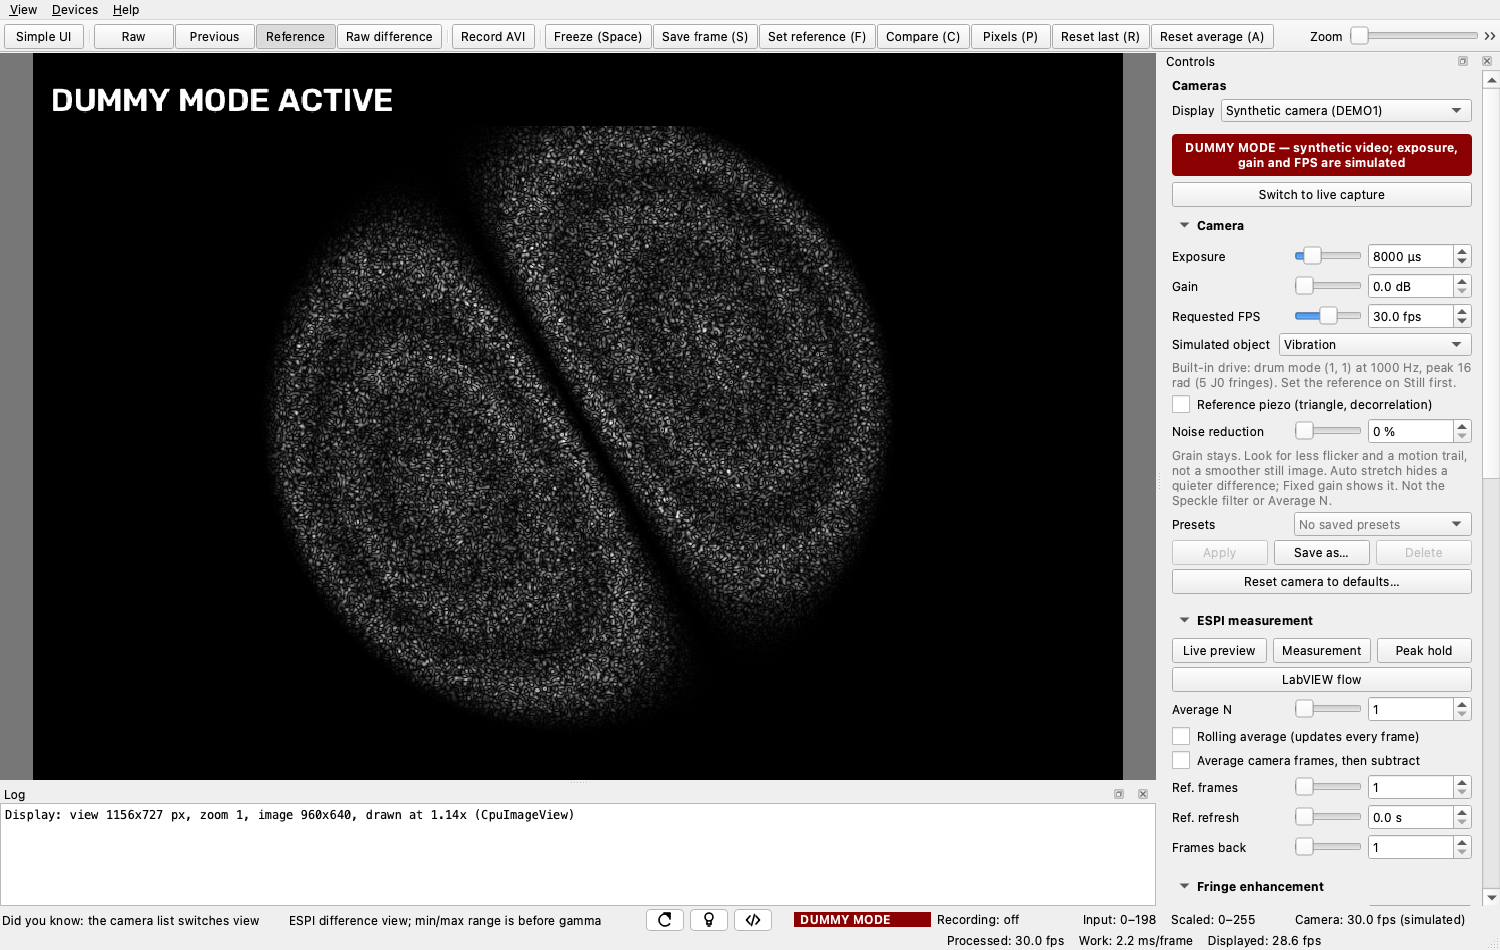 View Devices Help
Simple UI Raw Previous Reference Raw difference Record AVI Freeze (Space) Save frame (S) Set reference (F) Compare (C) Pixels (P) Reset last (R) Reset average (A) Zoom
DUMMY MODE ACTIVE
Controls
Cameras
Display Synthetic camera (DEMO1)
DUMMY MODE — synthetic video; exposure,
gain and FPS are simulated
Switch to live capture
Camera
Exposure 8000 µs
Gain 0.0 dB
Requested FPS 30.0 fps
Simulated object Vibration
Built-in drive: drum mode (1, 1) at 1000 Hz, peak 16
rad (5 J0 fringes). Set the reference on Still first.
Reference piezo (triangle, decorrelation)
Noise reduction 0 %
Grain stays. Look for less flicker and a motion trail,
not a smoother still image. Auto stretch hides a
quieter difference; Fixed gain shows it. Not the
Speckle filter or Average N.
Presets No saved presets
Apply Save as... Delete
Reset camera to defaults...
ESPI measurement
Live preview Measurement Peak hold
LabVIEW flow
Average N 1
Rolling average (updates every frame)
Average camera frames, then subtract
Ref. frames 1
Ref. refresh 0.0 s
Frames back 1
Fringe enhancement
Log
Display: view 1156x727 px, zoom 1, image 960x640, drawn at 1.14x (CpuImageView)
Did you know: the camera list switches view ESPI difference view; min/max range is before gamma DUMMY MODE Recording: off Input: 0–198 Scaled: 0–255 Camera: 30.0 fps (simulated)
Processed: 30.0 fps Work: 2.2 ms/frame Displayed: 28.6 fps